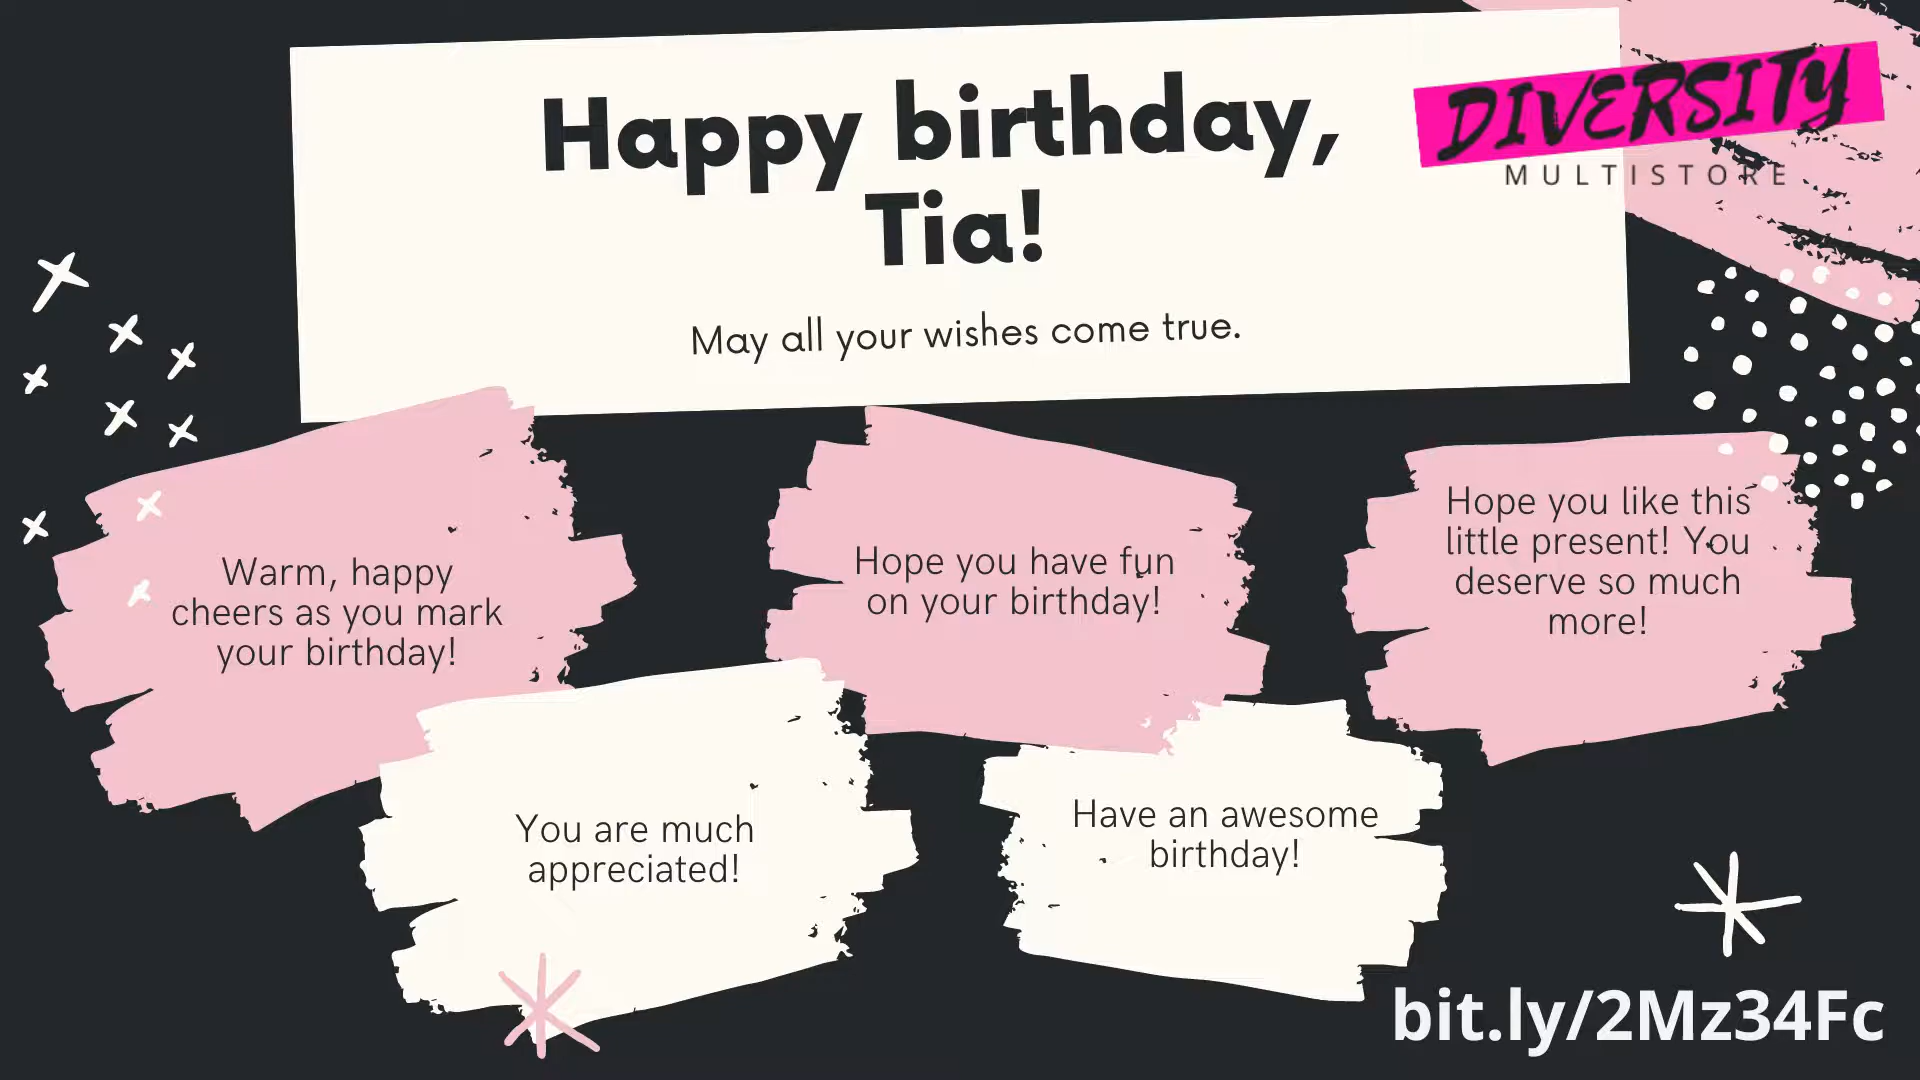 Happy birthday,
Tia!
May all your wishes come true.
DIVERSITY
MULTISTORE
Warm, happy
cheers as you mark
your birthday!
Hope you have fun
on your birthday!
Hope you like this
little present! You
deserve so much
more!
You are much
appreciated!
Have an awesome
birthday!
bit.ly/2Mz34Fc